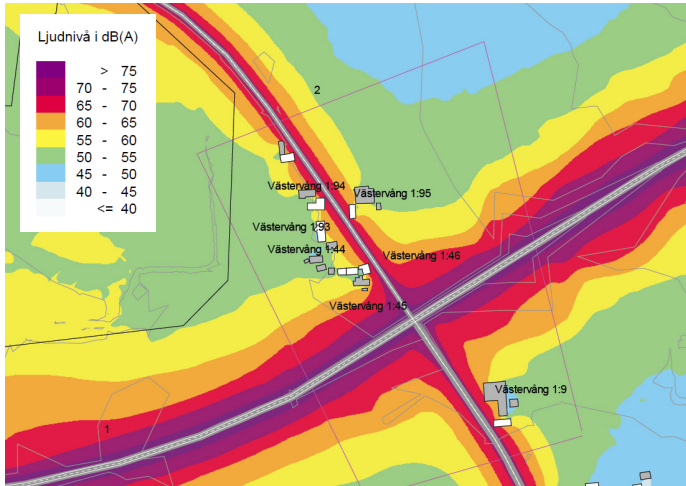 Ljudnivå i dB(A)
> 75
70 - 75
65 - 70
60 - 65
55 - 60
50 - 55
45 - 50
40 - 45
<= 40
2
Västervång 1:94
Västervång 1:95
Västervång 1:93
Västervång 1:44
Västervång 1:46
Västervång 1:45
Västervång 1:9
1